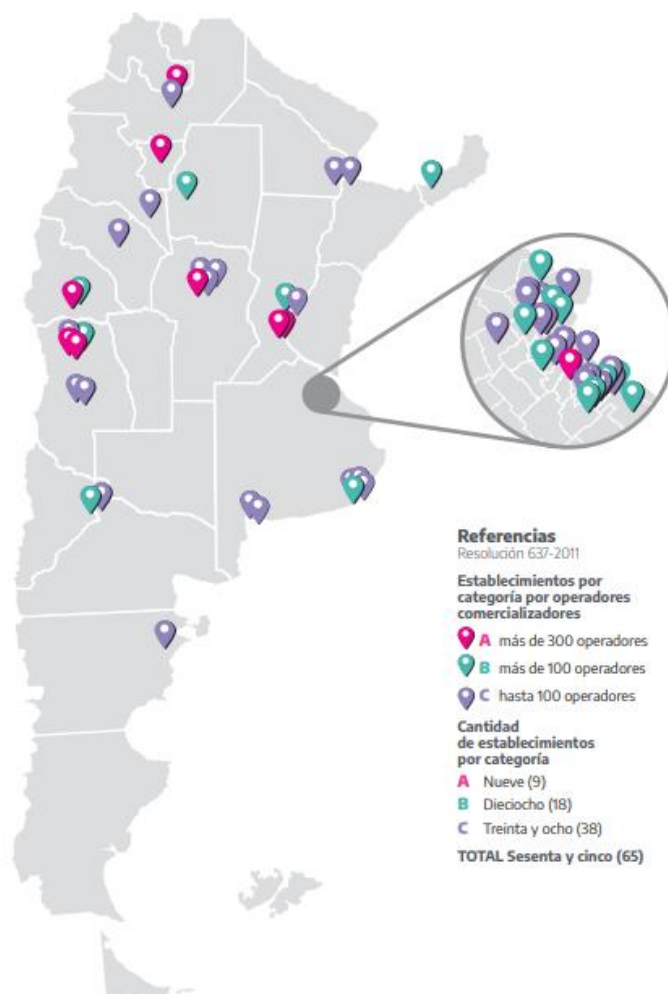 Referencias
Resolución 637-2011
Establecimientos por
categoría por operadores
comercializadores
A más de 300 operadores
B más de 100 operadores
C hasta 100 operadores
Cantidad
de establecimientos
por categoría
A Nueve (9)
B Dieciocho (18)
C Treinta y ocho (38)
TOTAL Sesenta y cinco (65)